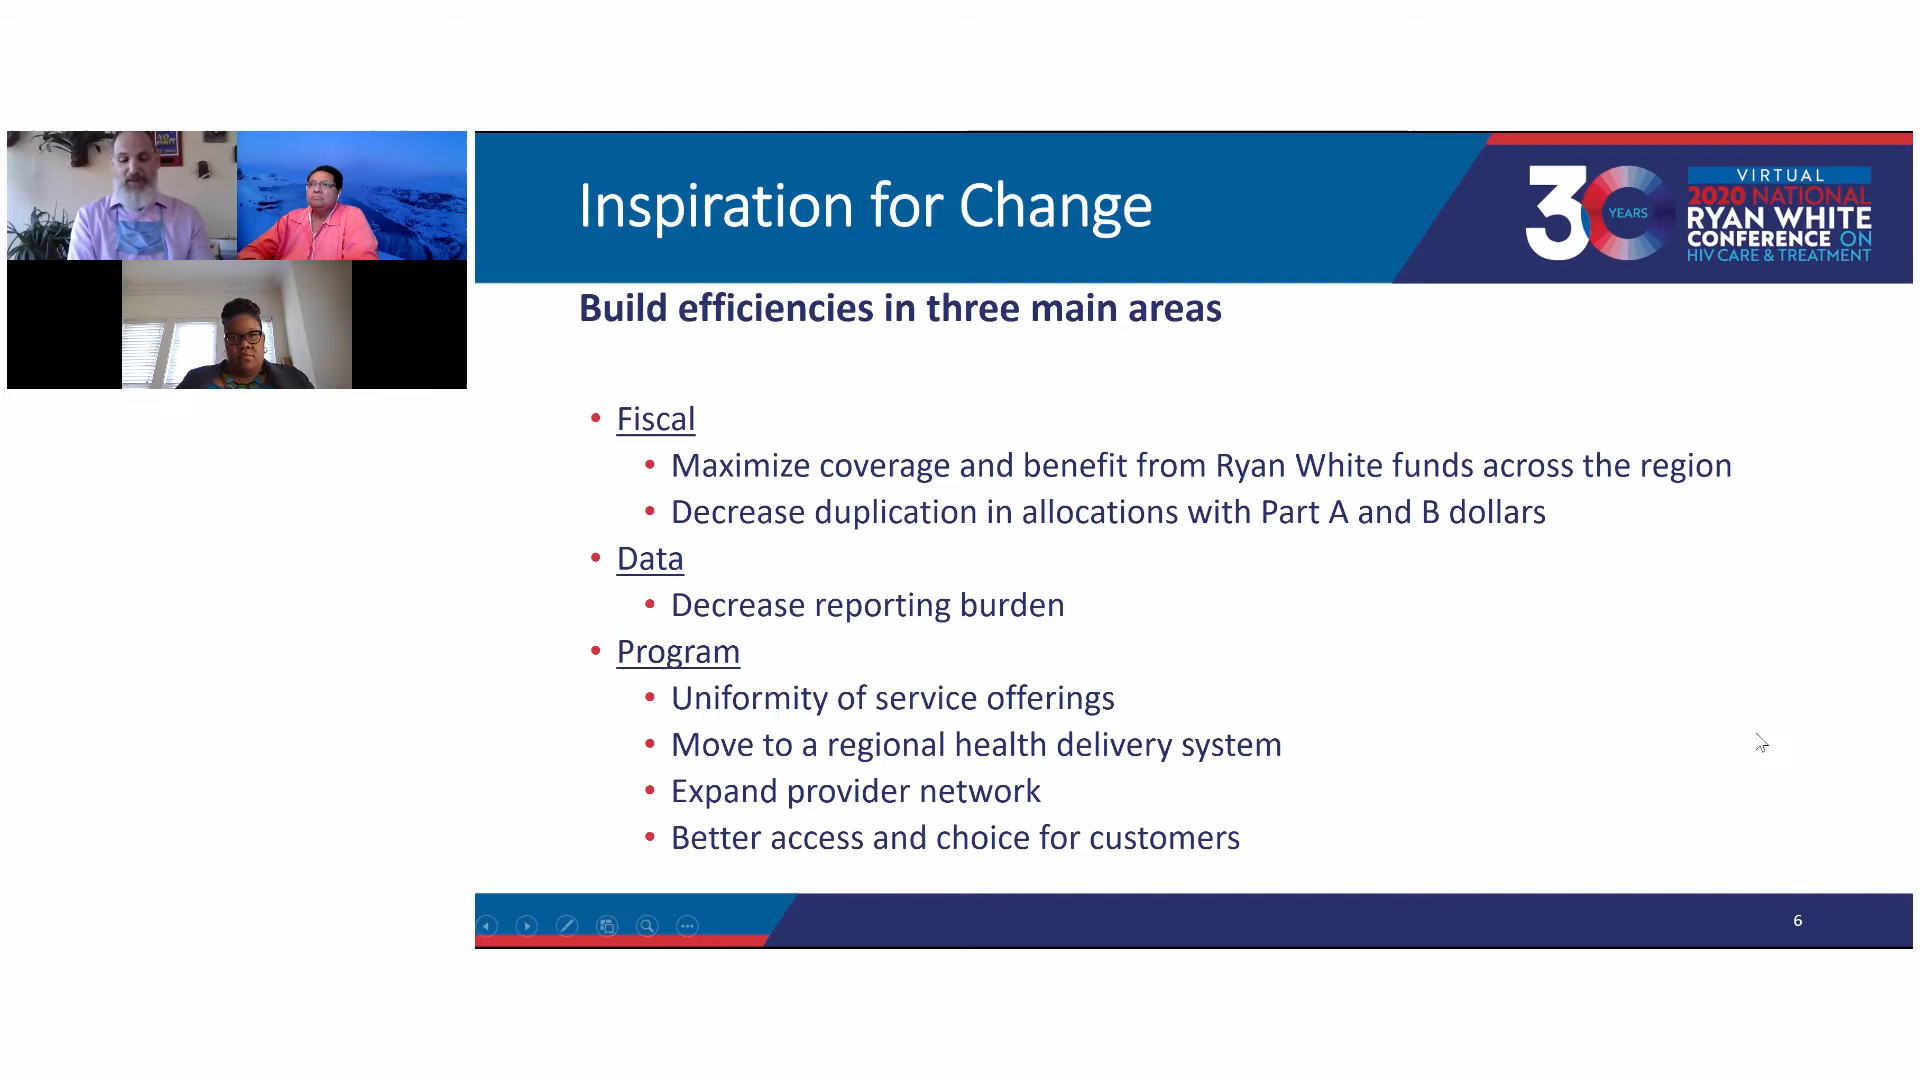 Inspiration for Change
30
YEARS
VIRTUAL
2020 NATIONAL
RYAN WHITE
CONFERENCE ON
HIV CARE & TREATMENT
Build efficiencies in three main areas
• Fiscal
• Maximize coverage and benefit from Ryan White funds across the region
• Decrease duplication in allocations with Part A and B dollars
• Data
• Decrease reporting burden
• Program
• Uniformity of service offerings
• Move to a regional health delivery system
• Expand provider network
• Better access and choice for customers
6